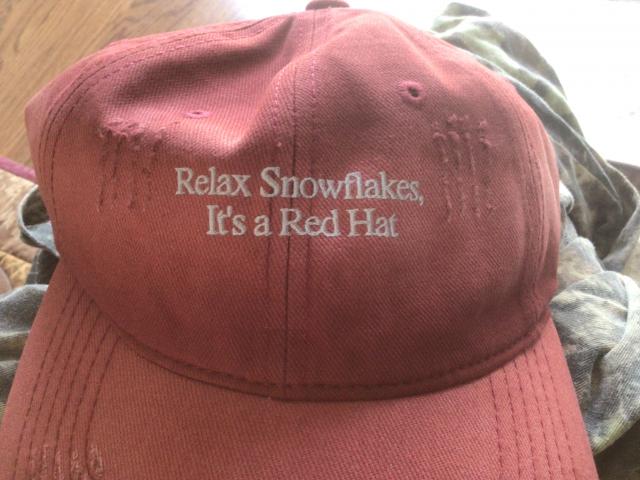 Relax Snowflakes,
It's a Red Hat